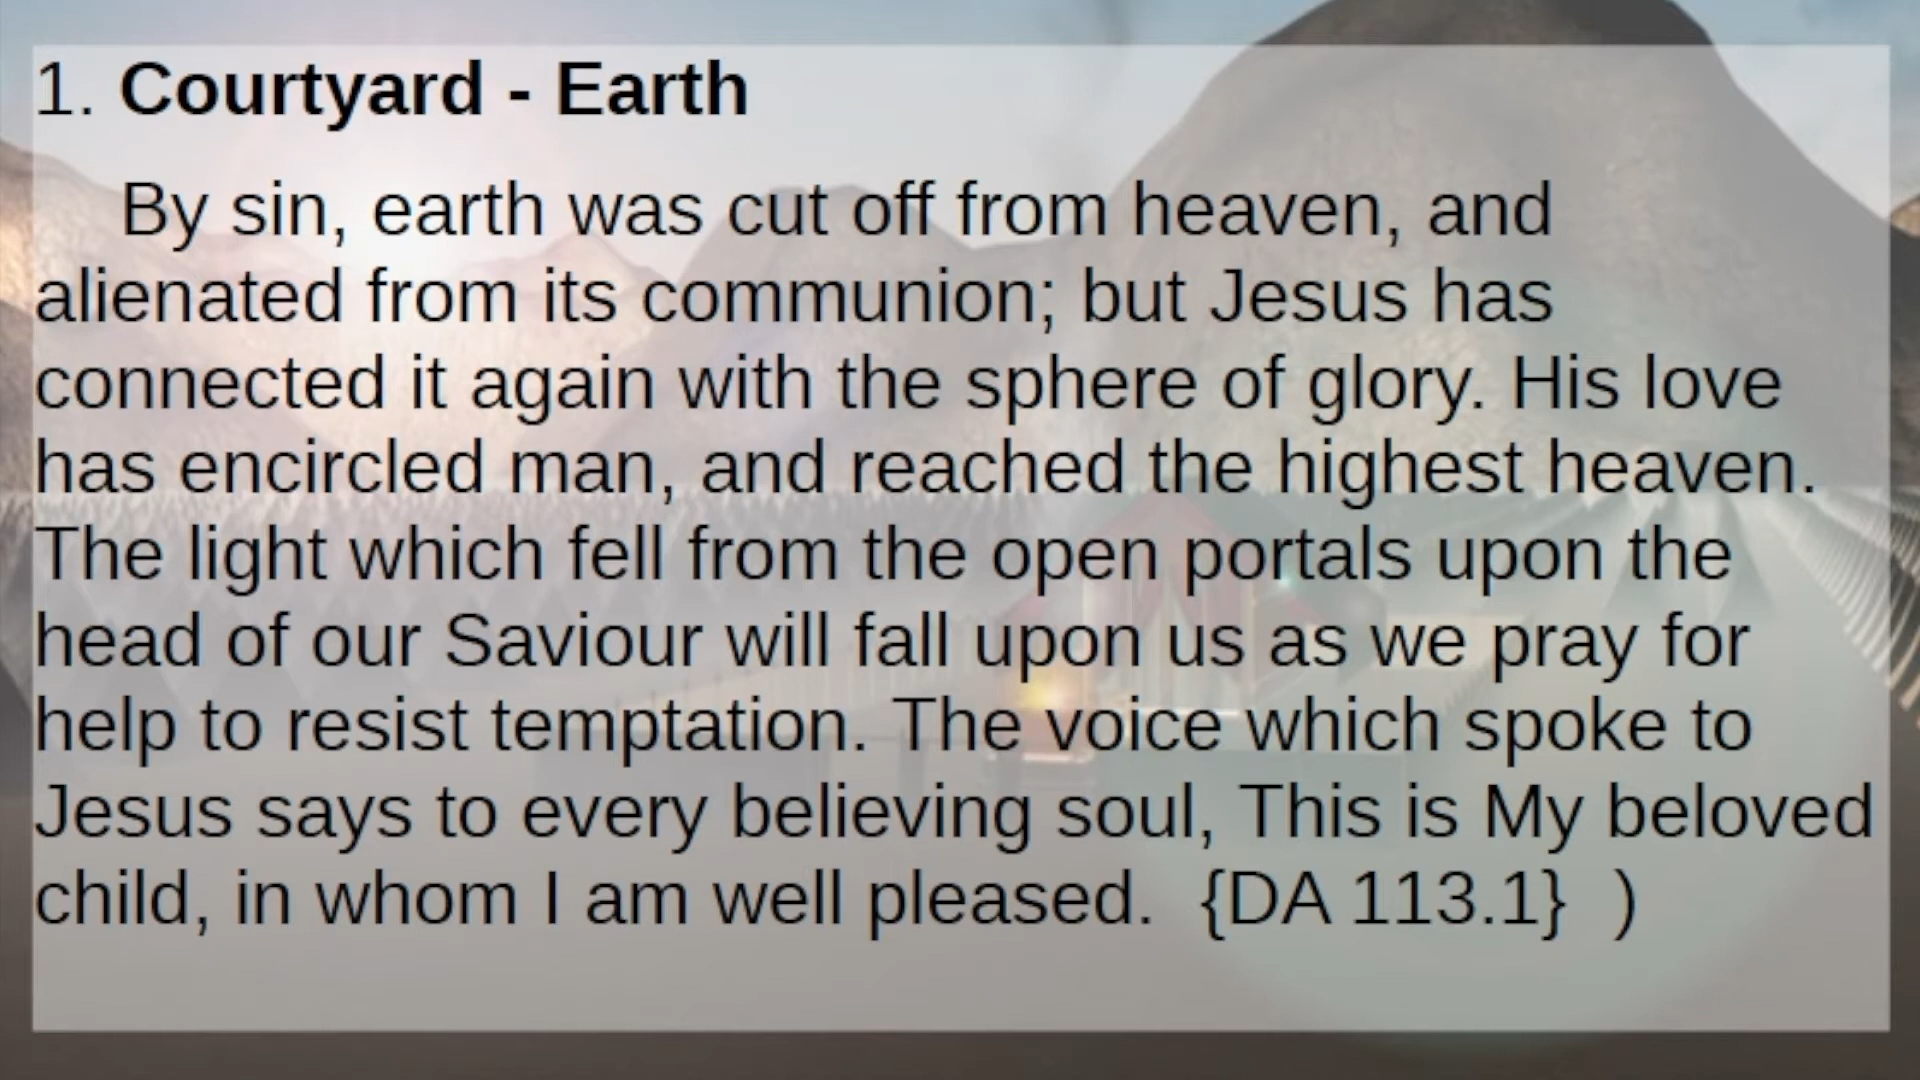 1. Courtyard - Earth
By sin, earth was cut off from heaven, and
alienated from its communion; but Jesus has
connected it again with the sphere of glory. His love
has encircled man, and reached the highest heaven.
The light which fell from the open portals upon the
head of our Saviour will fall upon us as we pray for
help to resist temptation. The voice which spoke to
Jesus says to every believing soul, This is My beloved
child, in whom I am well pleased.  {DA 113.1}  )